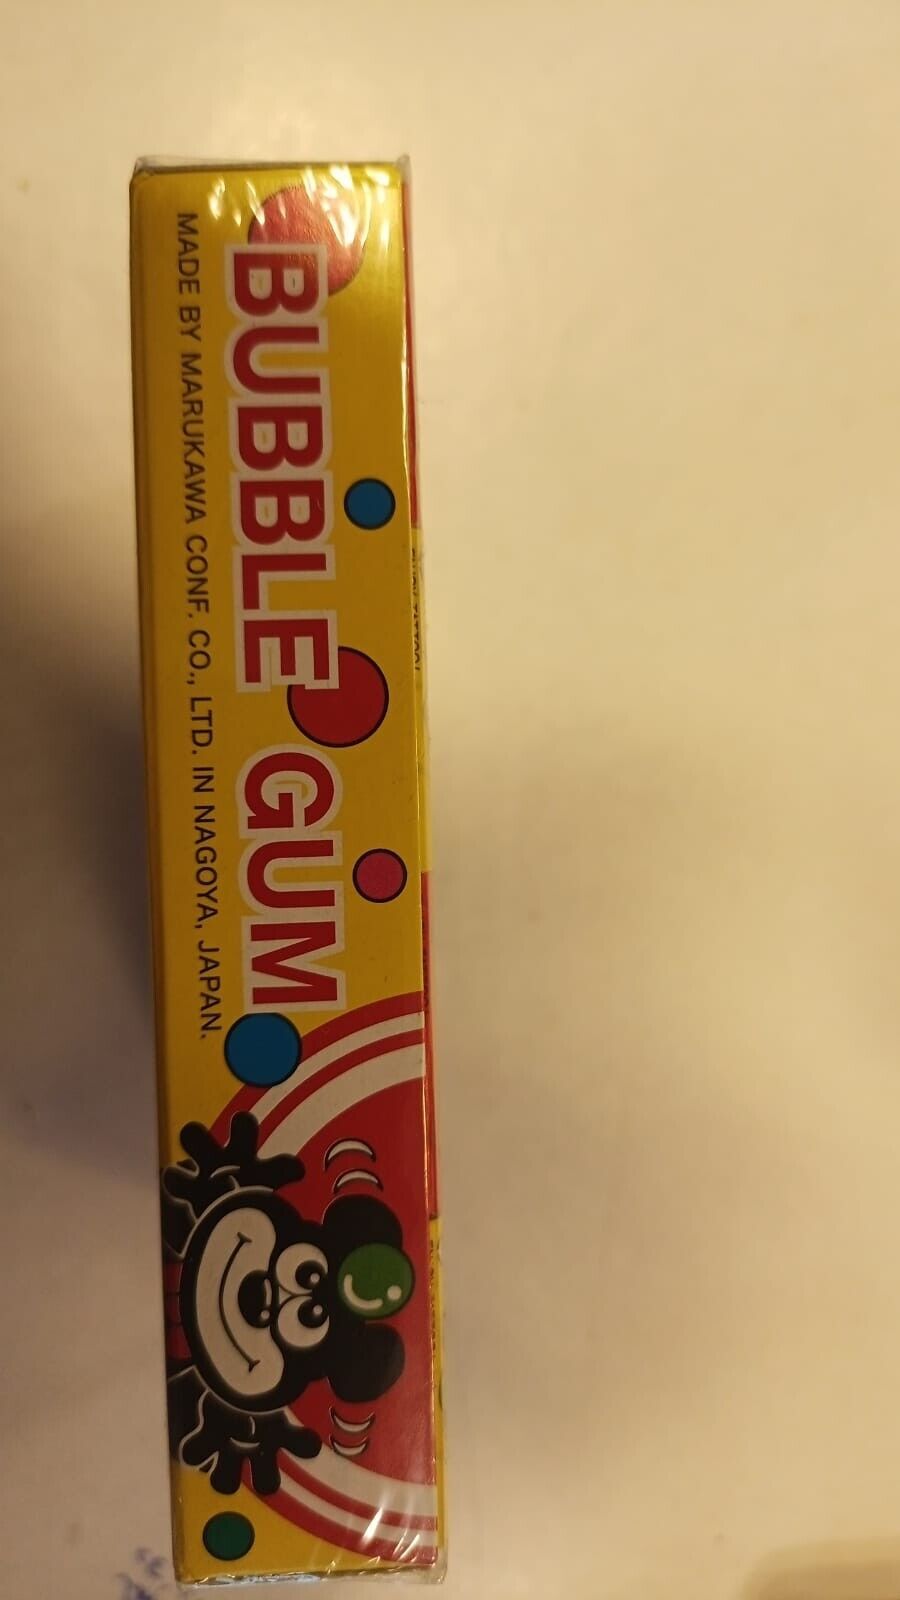 BUBBLE GUM
MADE BY MARUKAWA CONF. CO., LTD. IN NAGOYA, JAPAN.